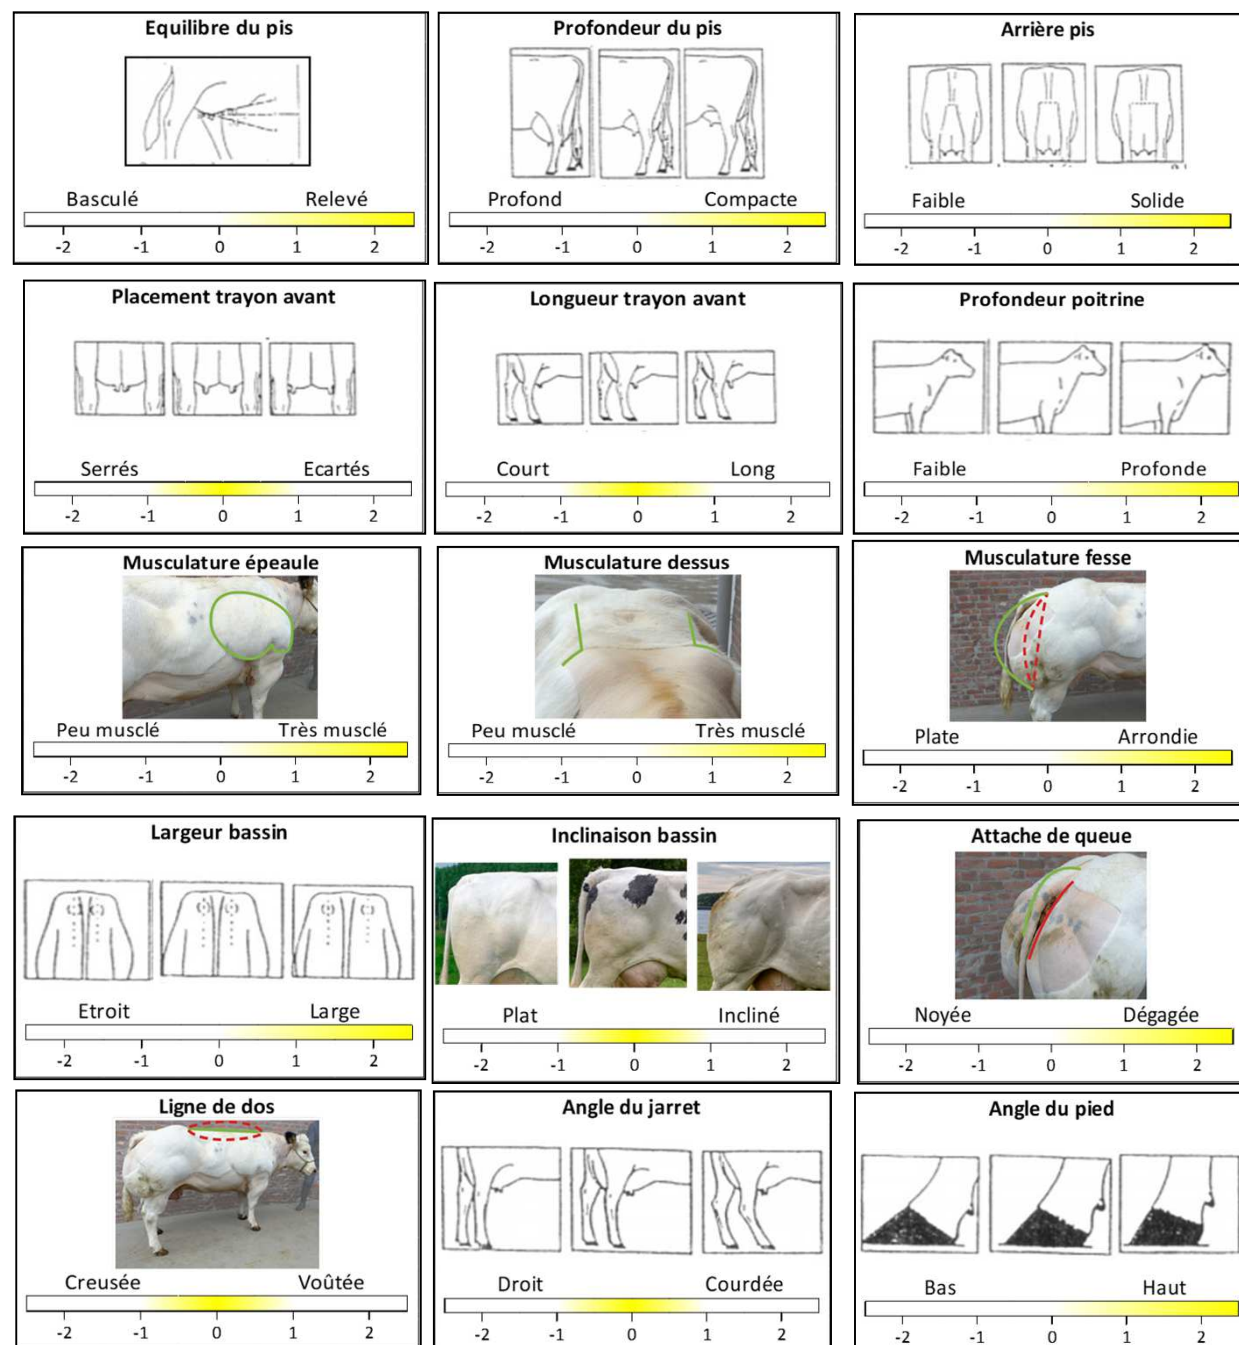 Equilibre du pis
Basculé Relevé
-2 -1 0 1 2
Profondeur du pis
Profond Compacte
-2 -1 0 1 2
Arrière pis
Faible Solide
-2 -1 0 1 2
Placement trayon avant
Serrés Ecartés
-2 -1 0 1 2
Longueur trayon avant
Court Long
-2 -1 0 1 2
Profondeur poitrine
Faible Profonde
-2 -1 0 1 2
Musculature épeaule
Peu musclé Très musclé
-2 -1 0 1 2
Musculature dessus
Peu musclé Très musclé
-2 -1 0 1 2
Musculature fesse
Plate Arrondie
-2 -1 0 1 2
Largeur bassin
Etroit Large
-2 -1 0 1 2
Inclinaison bassin
Plat Incliné
-2 -1 0 1 2
Attache de queue
Noyée Dégagée
-2 -1 0 1 2
Ligne de dos
Creusée Voûtée
-2 -1 0 1 2
Angle du jarret
Droit Courdée
-2 -1 0 1 2
Angle du pied
Bas Haut
-2 -1 0 1 2